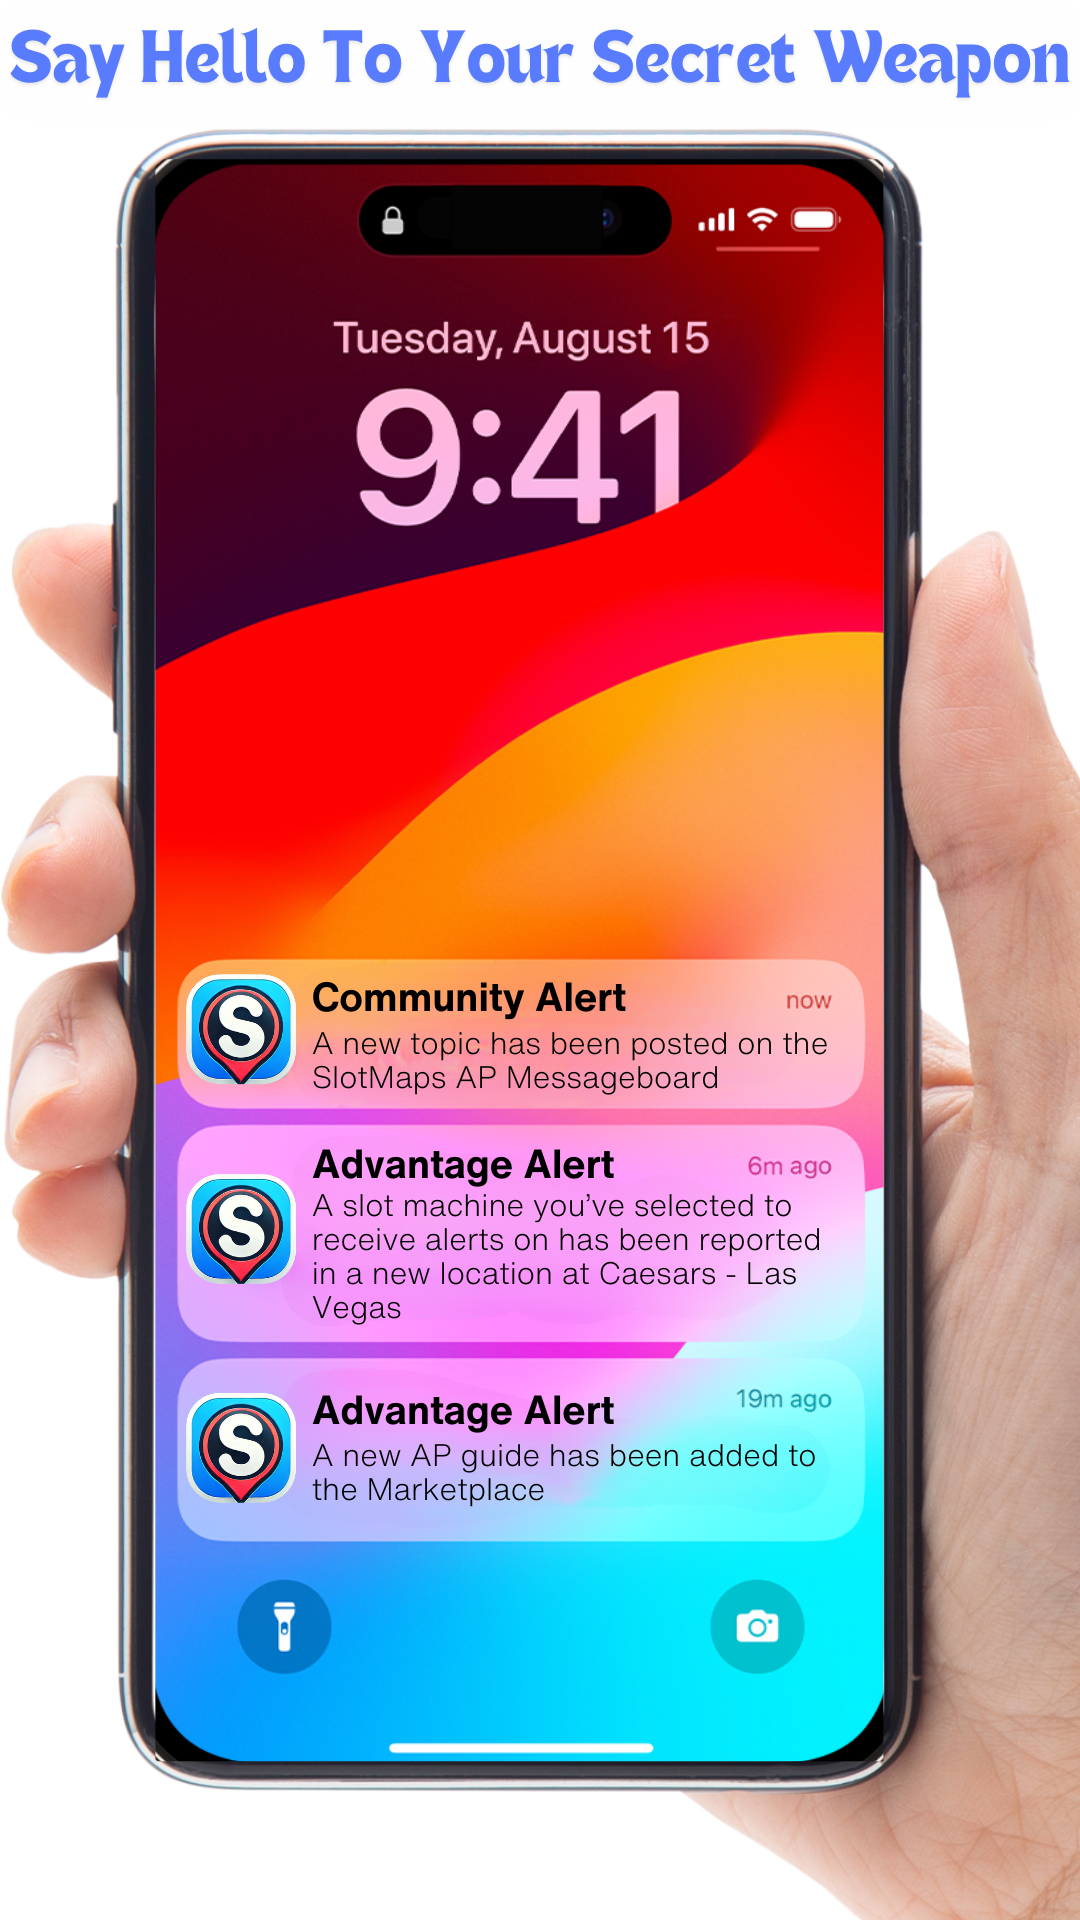 Say Hello To Your Secret Weapon
Tuesday, August 15
9:41
Community Alert now
A new topic has been posted on the
SlotMaps AP Messageboard
Advantage Alert 6m ago
A slot machine you’ve selected to
receive alerts on has been reported
in a new location at Caesars - Las
Vegas
Advantage Alert 19m ago
A new AP guide has been added to
the Marketplace
S
S
S